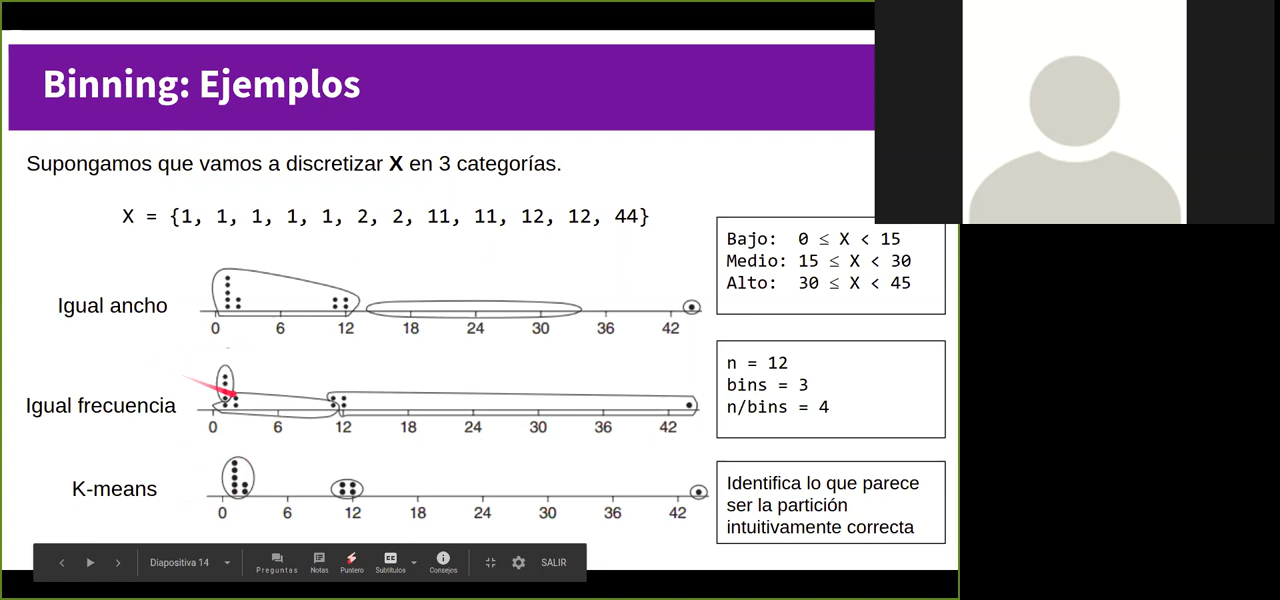 Binning: Ejemplos
Supongamos que vamos a discretizar X en 3 categorías.
X = {1, 1, 1, 1, 1, 2, 2, 11, 11, 12, 12, 44}
Igual ancho
0 6 12 18 24 30 36 42
Bajo: 0 ≤ X < 15
Medio: 15 ≤ X < 30
Alto: 30 ≤ X < 45
Igual frecuencia
0 6 12 18 24 30 36 42
n = 12
bins = 3
n/bins = 4
K-means
0 6 12 18 24 30 36 42
Identifica lo que parece
ser la partición
intuitivamente correcta
Diapositiva 14
Preguntas
Notas
Puntero
CC
Subtítulos
Consejos
SALIR